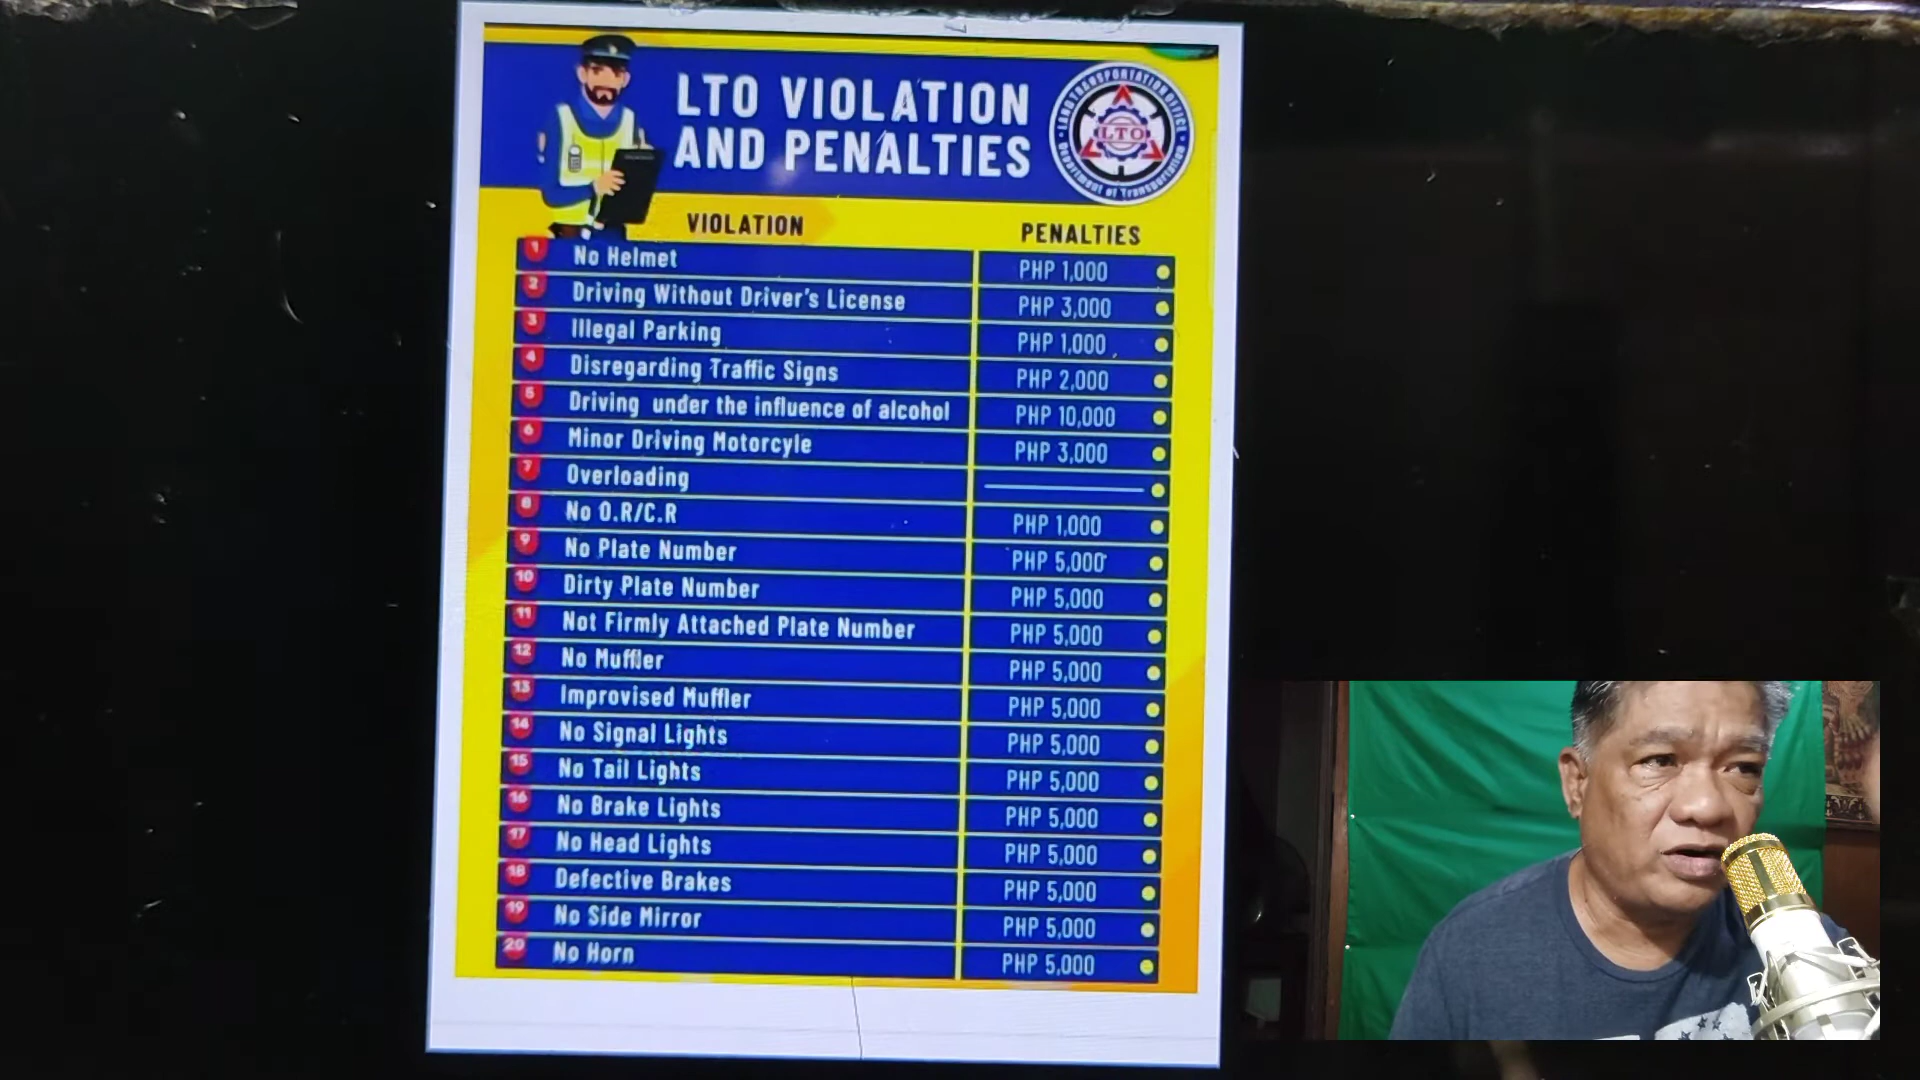 LTO VIOLATION
AND PENALTIES
LAND TRANSPORTATION OFFICE
LTO
Department of Transportation
VIOLATION PENALTIES
1 No Helmet PHP 1,000
2 Driving Without Driver's License PHP 3,000
3 Illegal Parking PHP 1,000
4 Disregarding Traffic Signs PHP 2,000
5 Driving under the influence of alcohol PHP 10,000
6 Minor Driving Motorcyle PHP 3,000
7 Overloading
8 No O.R/C.R PHP 1,000
9 No Plate Number PHP 5,000
10 Dirty Plate Number PHP 5,000
11 Not Firmly Attached Plate Number PHP 5,000
12 No Muffler PHP 5,000
13 Improvised Muffler PHP 5,000
14 No Signal Lights PHP 5,000
15 No Tail Lights PHP 5,000
16 No Brake Lights PHP 5,000
17 No Head Lights PHP 5,000
18 Defective Brakes PHP 5,000
19 No Side Mirror PHP 5,000
20 No Horn PHP 5,000